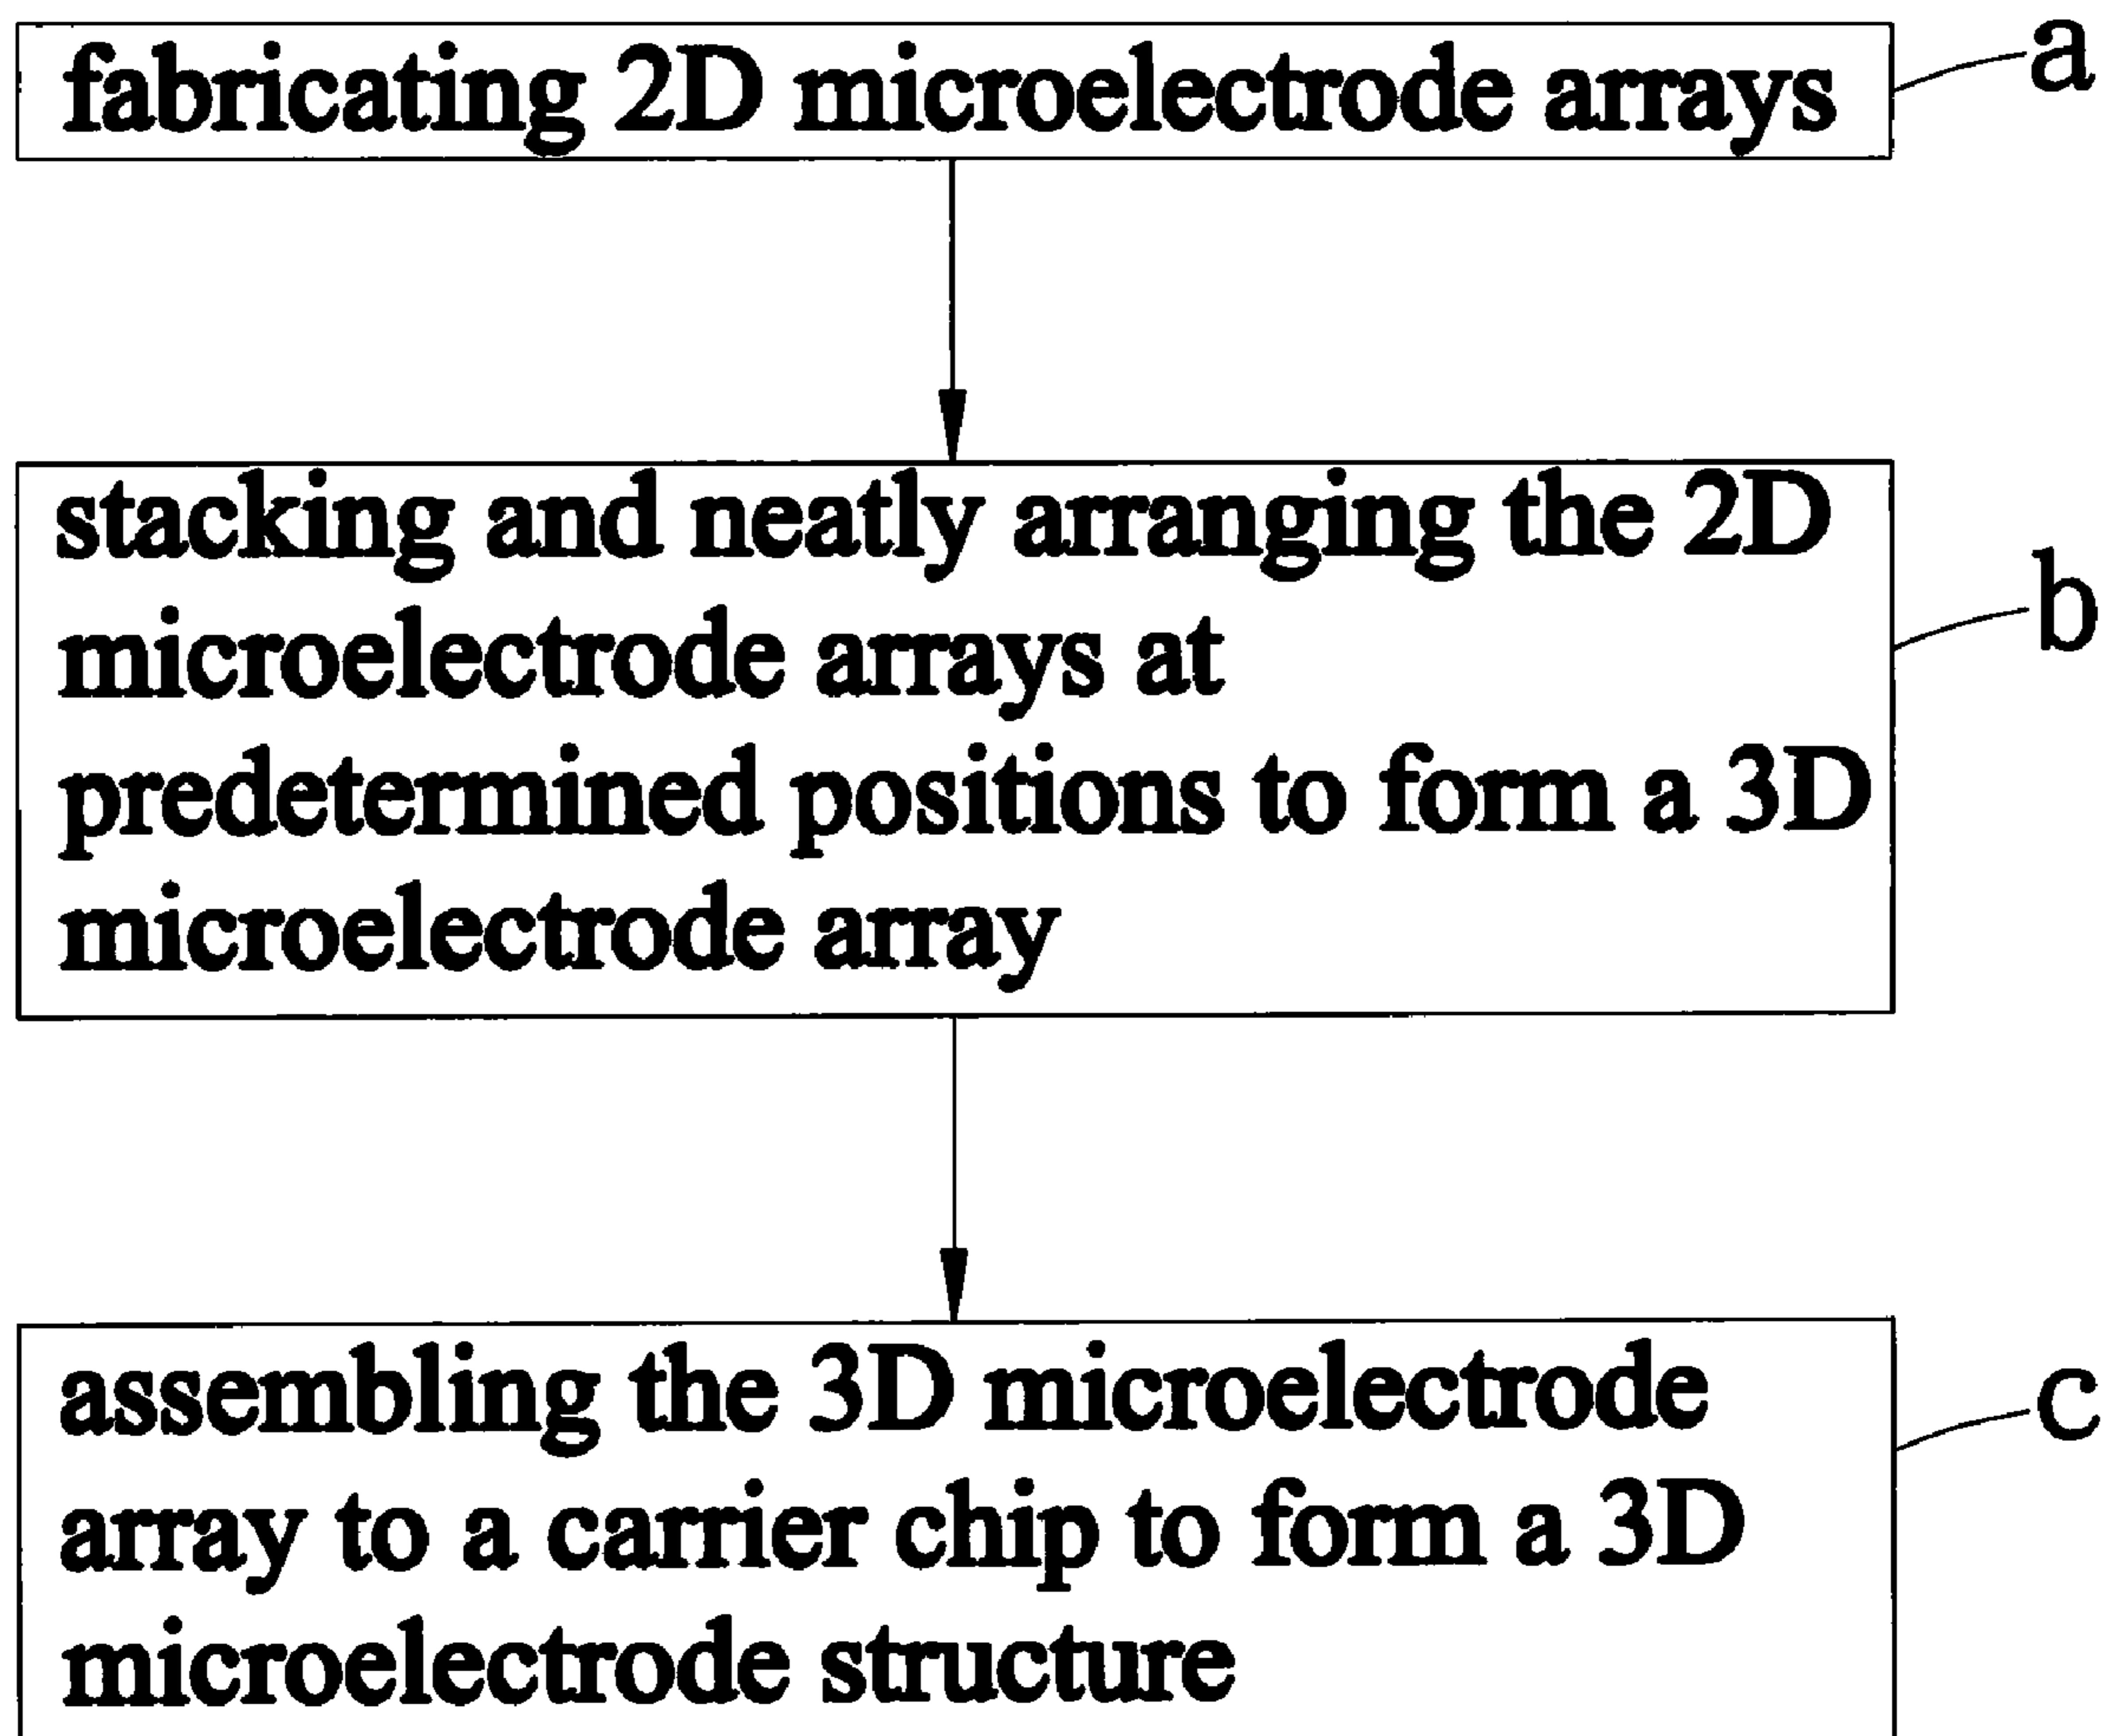 fabricating 2D microelectrode arrays
a
stacking and neatly arranging the 2D
microelectrode arrays at
predetermined positions to form a 3D
microelectrode array
b
assembling the 3D microelectrode
array to a carrier chip to form a 3D
microelectrode structure
c